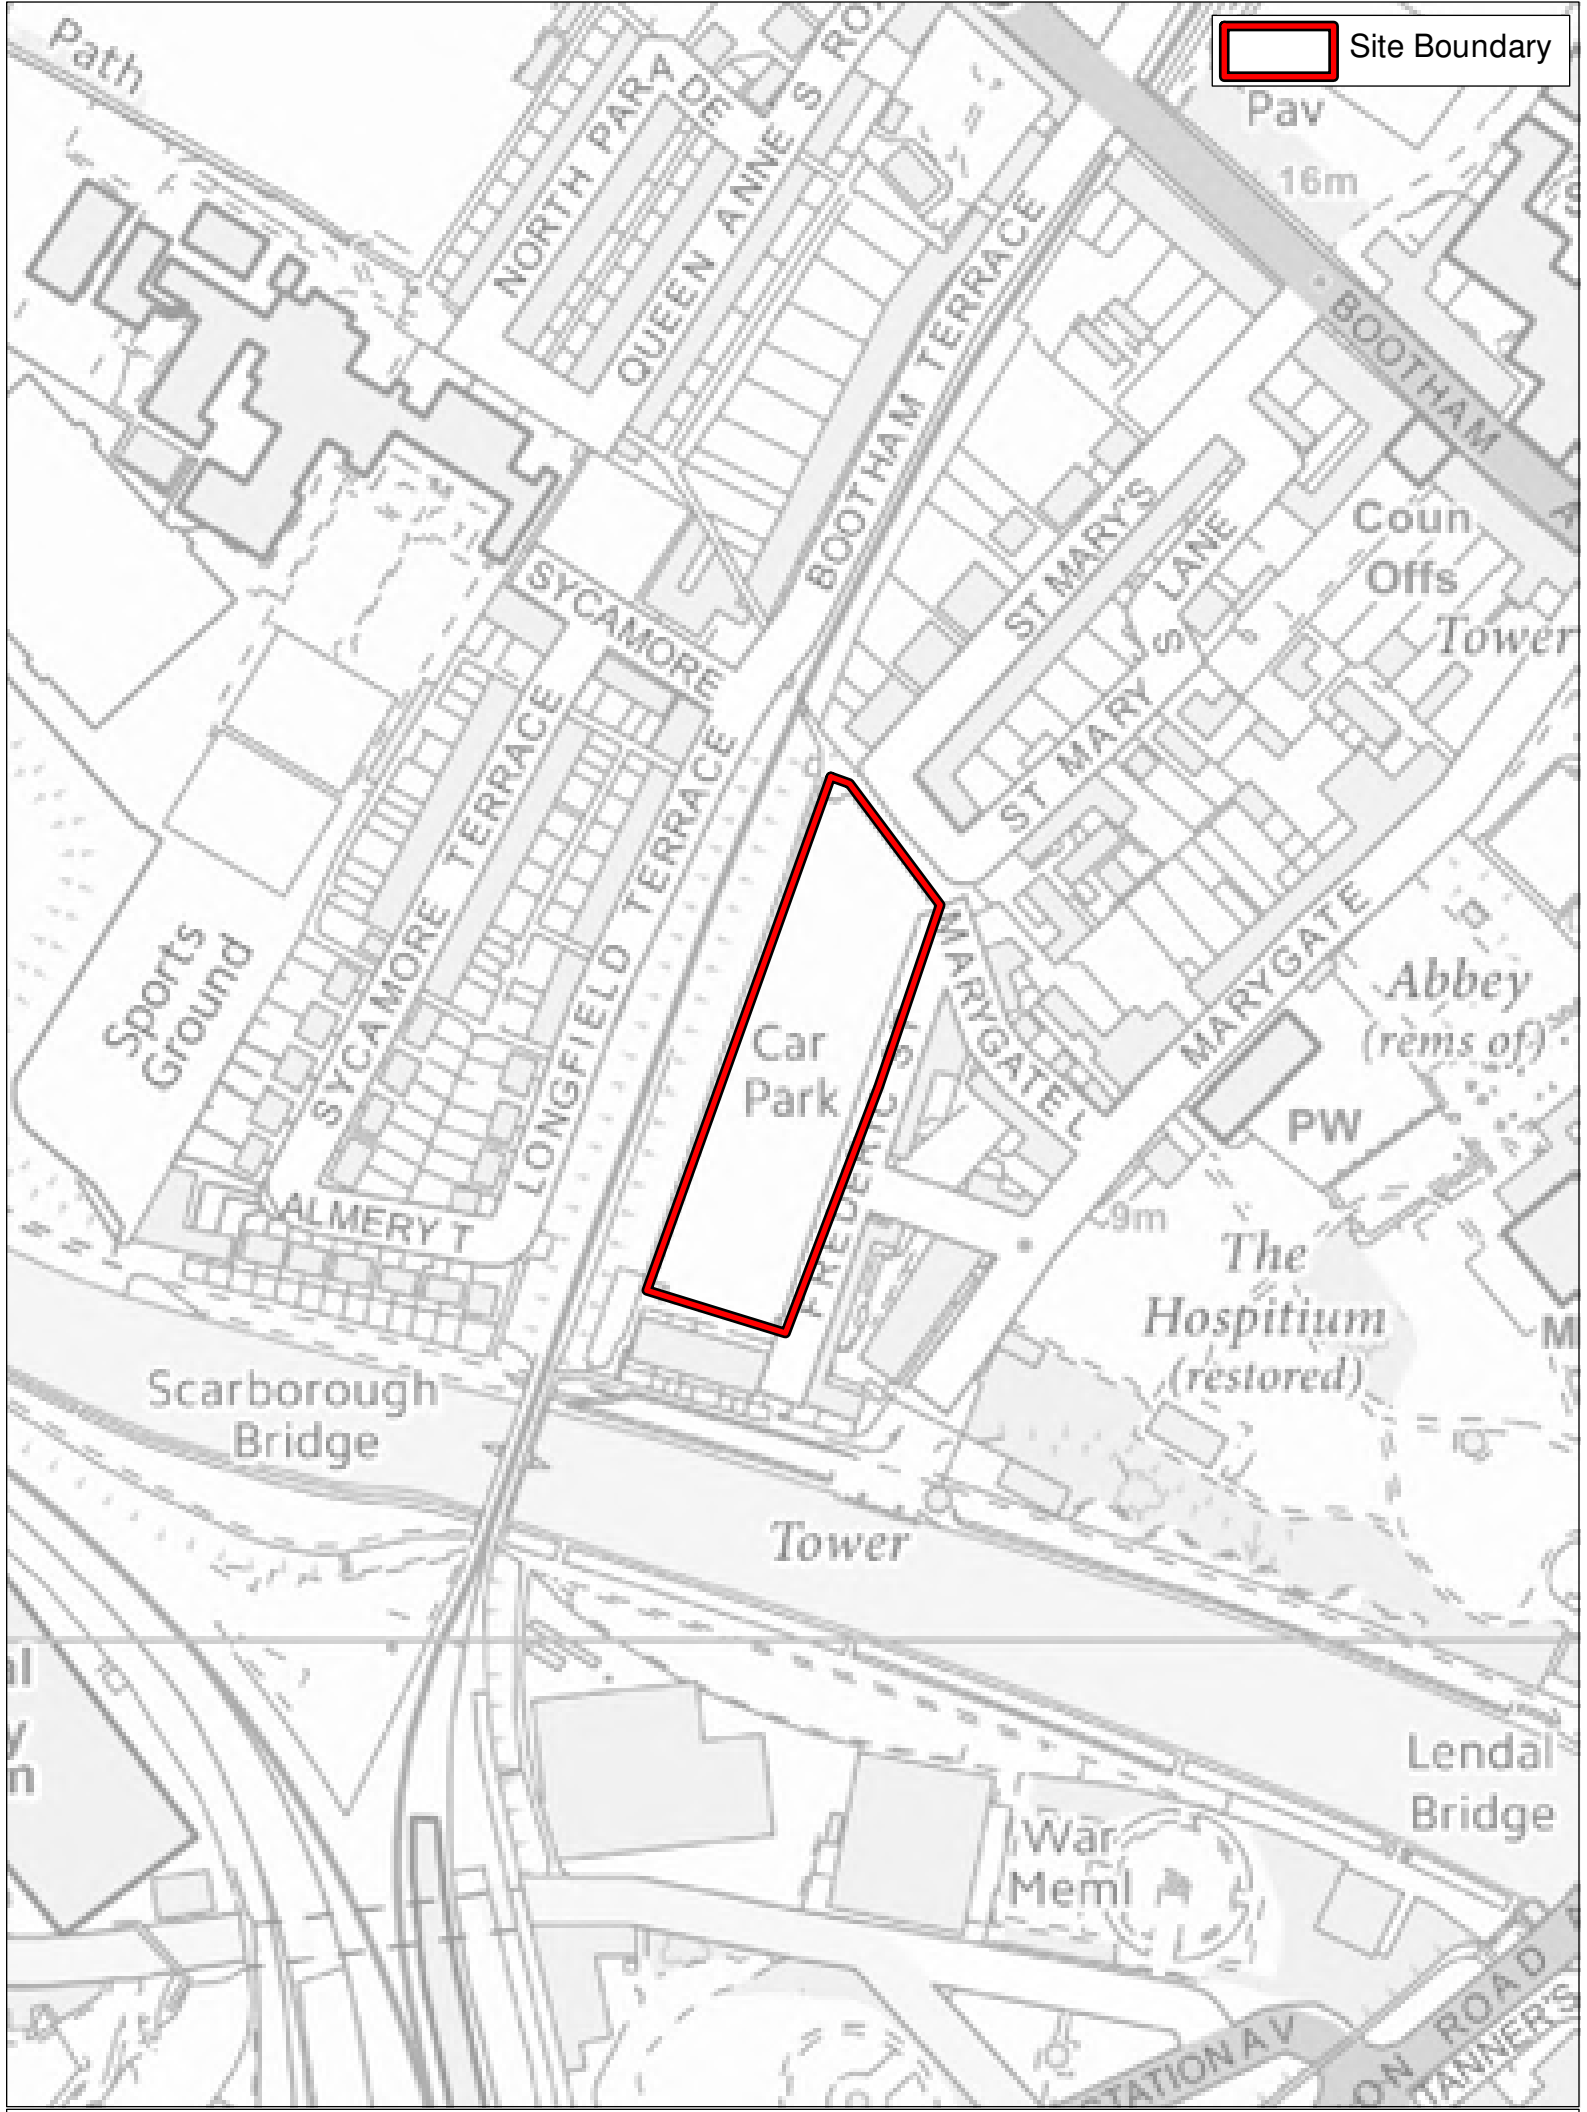 Site Boundary
Path
Pav
16m
NORTH PARADE
QUEEN ANNE S RO
BOOTHAM TERRACE
BOOTHAM
A
Coun
Offs
Tower
ST MARY'S
ST MARY S LANE
SYCAMORE
SYCAMORE TERRACE
LONGFIELD TERRACE
Sports
Ground
Car
Park
MARYGATE L
MARYGATE
Abbey
(rems of)
PW
ALMERY T
9m
The
Hospitium
(restored)
M
Scarborough
Bridge
Tower
al
y
n
Lendal
Bridge
War
Meml
STATION AV
ON ROAD
TANNER'S